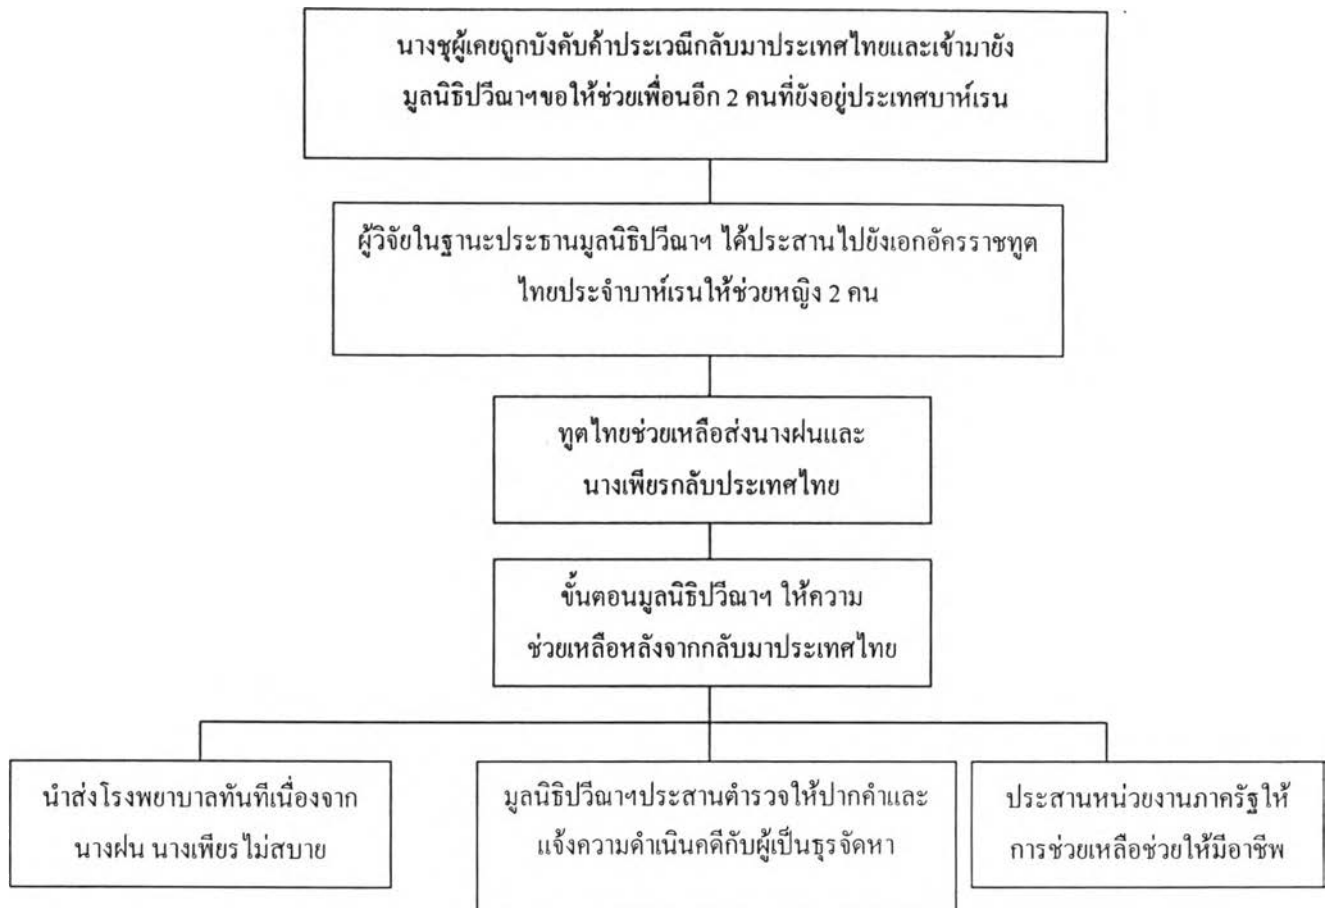 นางชุผู้เคยถูกบังคับค้าประเวณีกลับมาประเทศไทยและเข้ามายัง
มูลนิธิปวีณาฯขอให้ช่วยเพื่อนอีก 2 คนที่ยังอยู่ประเทศบาห์เรน
ผู้วิจัยในฐานะประธานมูลนิธิปวีณาฯ ได้ประสานไปยังเอกอัครราชทูต
ไทยประจำบาห์เรนให้ช่วยหญิง 2 คน
ทูตไทยช่วยเหลือส่งนางฝนและ
นางเพียรกลับประเทศไทย
ขั้นตอนมูลนิธิปวีณาฯ ให้ความ
ช่วยเหลือหลังจากกลับมาประเทศไทย
นำส่งโรงพยาบาลทันทีเนื่องจาก
นางฝน นางเพียรไม่สบาย
มูลนิธิปวีณาฯประสานตำรวจให้ปากคำและ
แจ้งความดำเนินคดีกับผู้เป็นธุรจัดหา
ประสานหน่วยงานภาครัฐให้
การช่วยเหลือช่วยให้มีอาชีพ